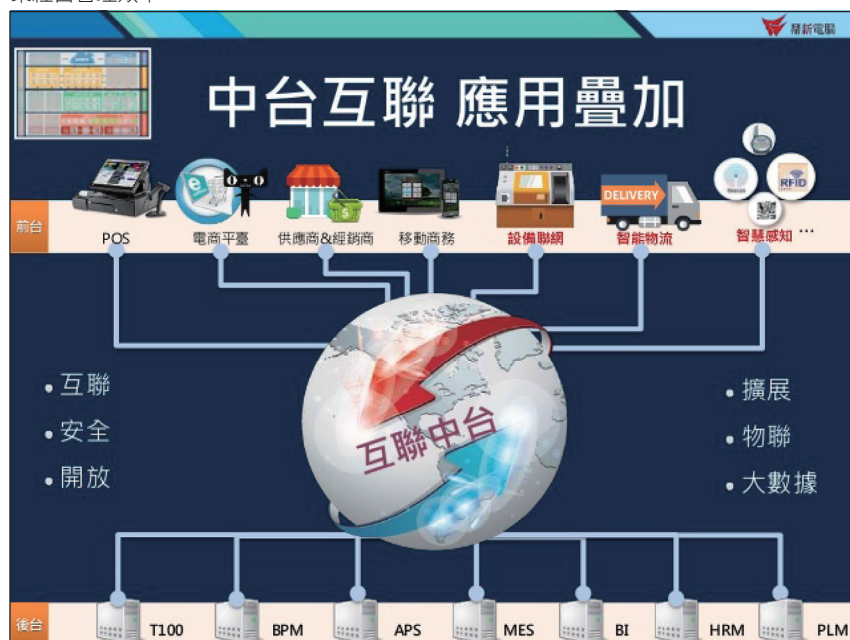 鼎新電腦
中台互聯 應用疊加
DELIVERY
RFID
前台
POS
電商平臺
供應商&經銷商
移動商務
設備聯網
智能物流
智慧感知 …
• 互聯
• 安全
• 開放
互聯中台
• 擴展
• 物聯
• 大數據
後台
T100
BPM
APS
MES
BI
HRM
PLM